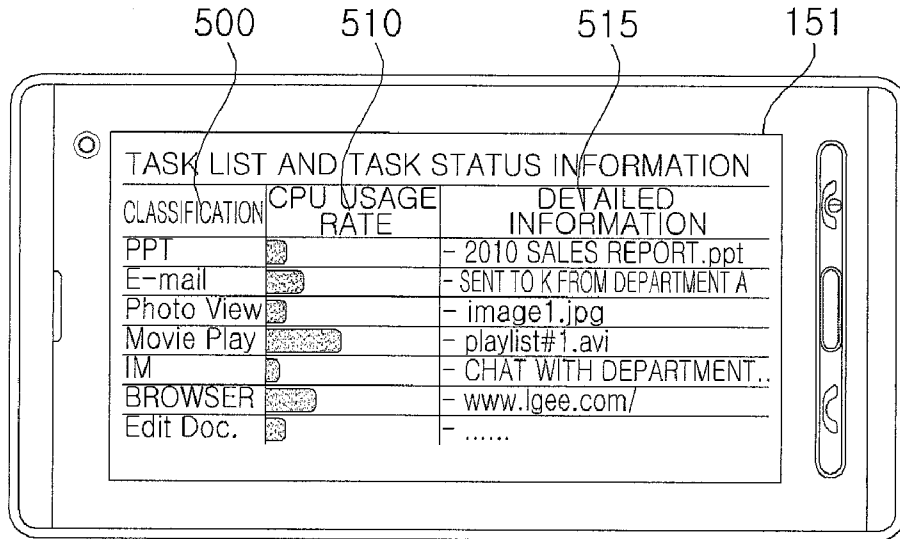 500 510 515 151
TASK LIST AND TASK STATUS INFORMATION
CLASSIFICATION CPU USAGE RATE DETAILED INFORMATION
PPT - 2010 SALES REPORT.ppt
E-mail - SENT TO K FROM DEPARTMENT A
Photo View - image1.jpg
Movie Play - playlist#1.avi
IM - CHAT WITH DEPARTMENT..
BROWSER - www.lgee.com/
Edit Doc. - ......